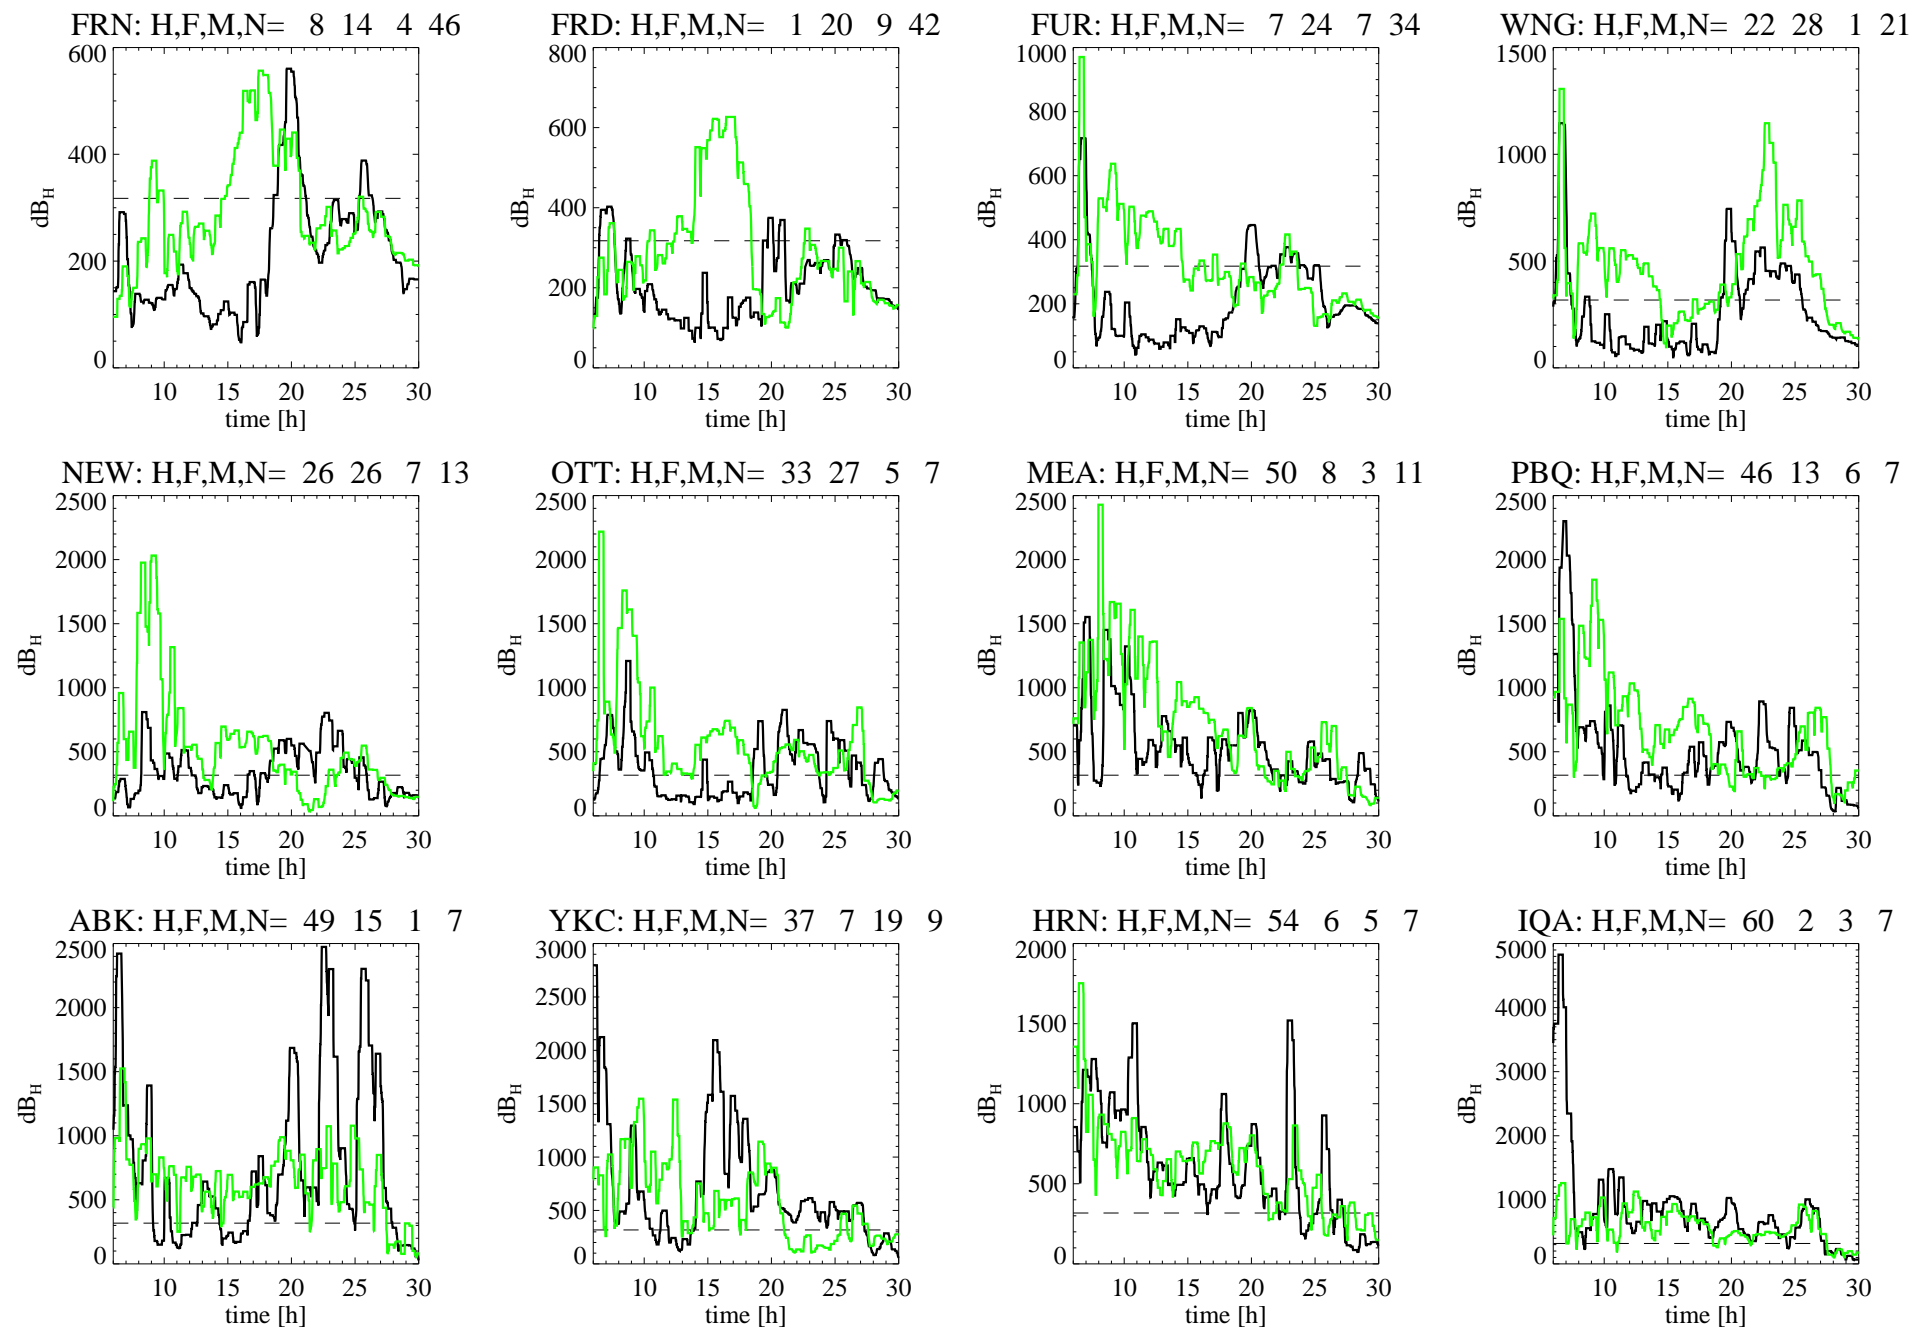 FRN: H,F,M,N= 8 14 4 46
600
400
200
0
dB_H
10 15 20 25 30
time [h]
FRD: H,F,M,N= 1 20 9 42
800
600
400
200
0
dB_H
10 15 20 25 30
time [h]
FUR: H,F,M,N= 7 24 7 34
1000
800
600
400
200
0
dB_H
10 15 20 25 30
time [h]
WNG: H,F,M,N= 22 28 1 21
1500
1000
500
0
dB_H
10 15 20 25 30
time [h]
NEW: H,F,M,N= 26 26 7 13
2500
2000
1500
1000
500
0
dB_H
10 15 20 25 30
time [h]
OTT: H,F,M,N= 33 27 5 7
2500
2000
1500
1000
500
0
dB_H
10 15 20 25 30
time [h]
MEA: H,F,M,N= 50 8 3 11
2500
2000
1500
1000
500
0
dB_H
10 15 20 25 30
time [h]
PBQ: H,F,M,N= 46 13 6 7
2500
2000
1500
1000
500
0
dB_H
10 15 20 25 30
time [h]
ABK: H,F,M,N= 49 15 1 7
2500
2000
1500
1000
500
0
dB_H
10 15 20 25 30
time [h]
YKC: H,F,M,N= 37 7 19 9
3000
2500
2000
1500
1000
500
0
dB_H
10 15 20 25 30
time [h]
HRN: H,F,M,N= 54 6 5 7
2000
1500
1000
500
0
dB_H
10 15 20 25 30
time [h]
IQA: H,F,M,N= 60 2 3 7
5000
4000
3000
2000
1000
0
dB_H
10 15 20 25 30
time [h]